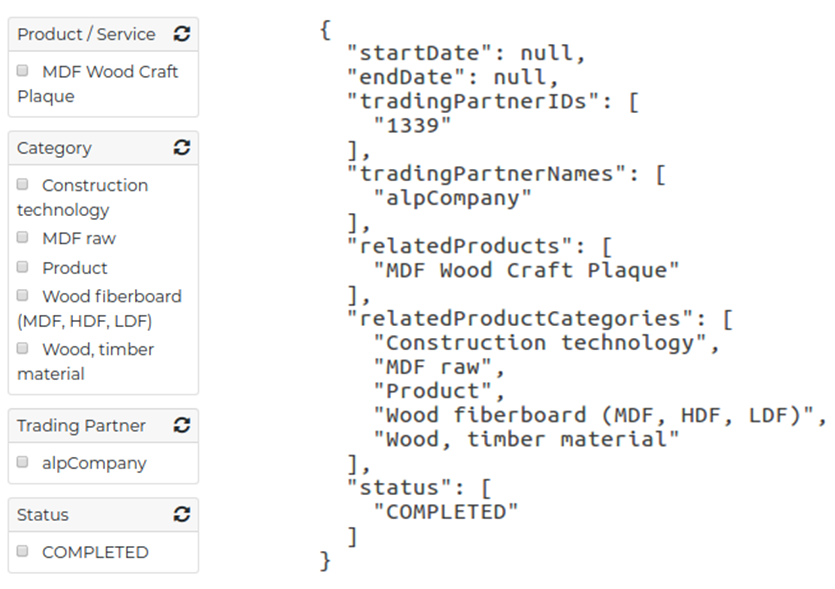 Product / Service
MDF Wood Craft
Plaque
Category
Construction
technology
MDF raw
Product
Wood fiberboard
(MDF, HDF, LDF)
Wood, timber
material
Trading Partner
alpCompany
Status
COMPLETED
{
"startDate": null,
"endDate": null,
"tradingPartnerIDs": [
"1339"
],
"tradingPartnerNames": [
"alpCompany"
],
"relatedProducts": [
"MDF Wood Craft Plaque"
],
"relatedProductCategories": [
"Construction technology",
"MDF raw",
"Product",
"Wood fiberboard (MDF, HDF, LDF)",
"Wood, timber material"
],
"status": [
"COMPLETED"
]
}